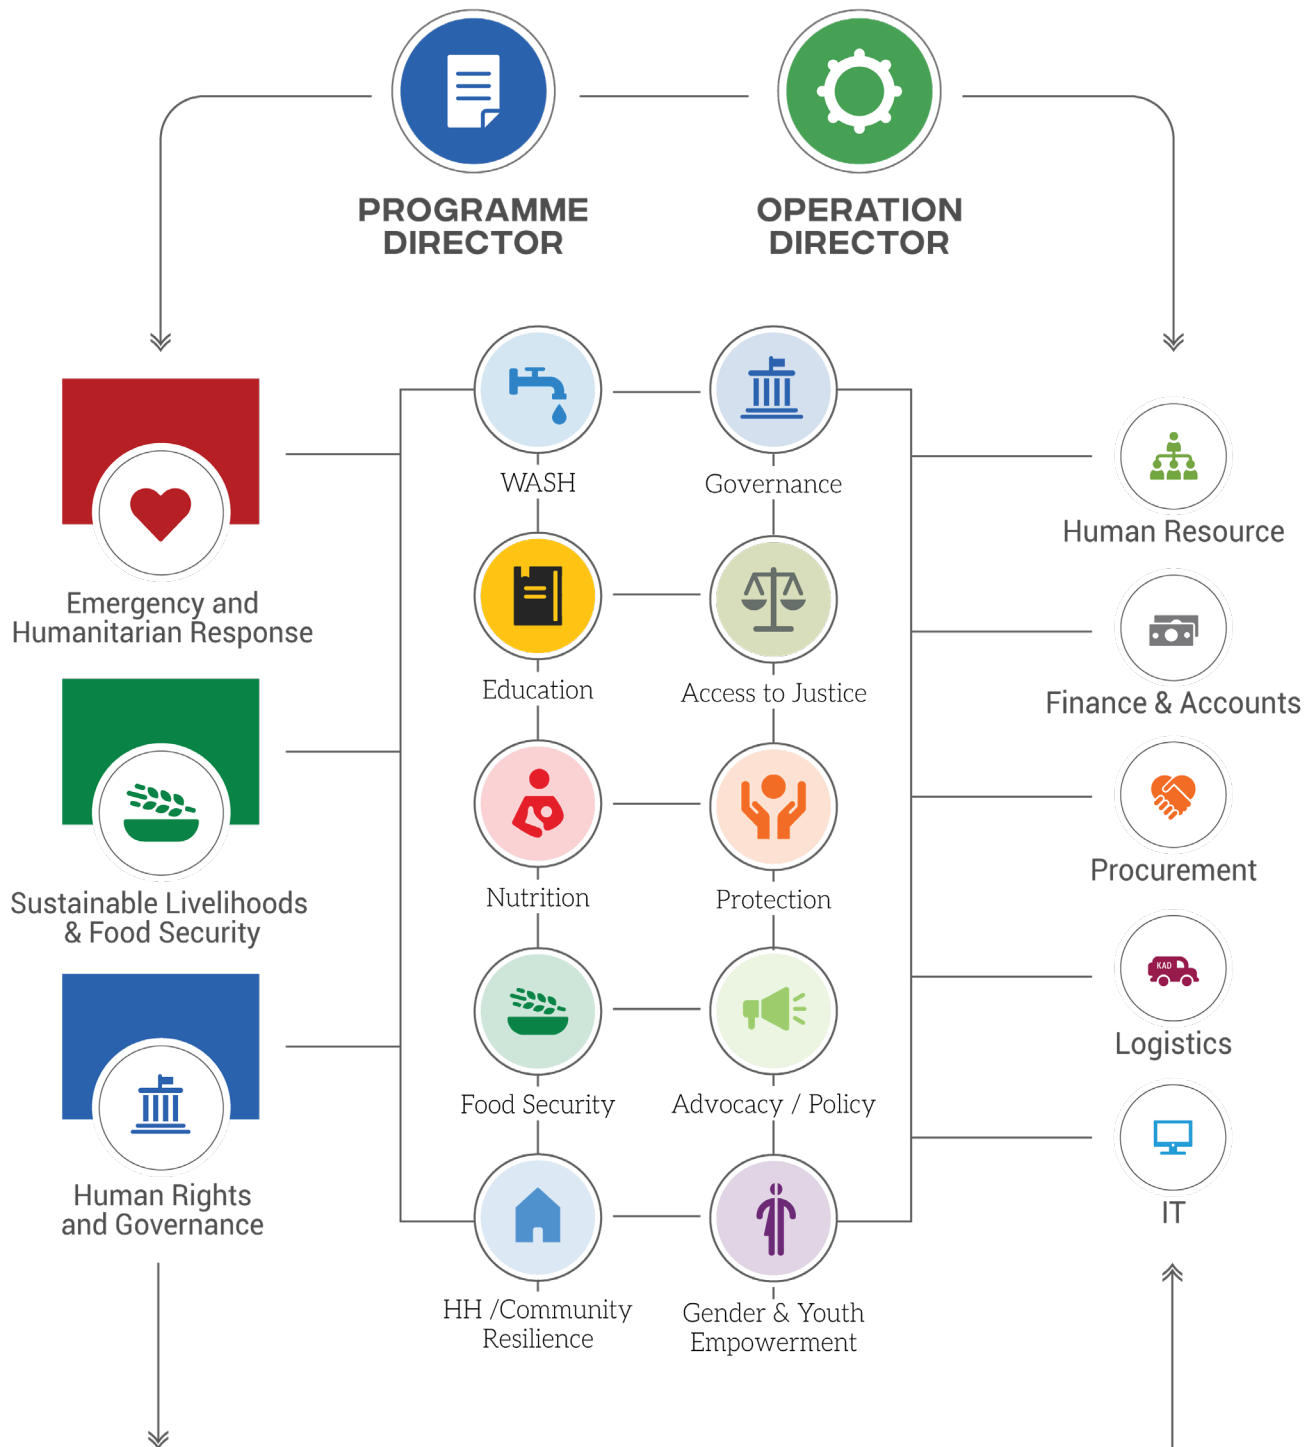 PROGRAMME
DIRECTOR
OPERATION
DIRECTOR
Emergency and
Humanitarian Response
Sustainable Livelihoods
& Food Security
Human Rights
and Governance
WASH
Governance
Education
Access to Justice
Nutrition
Protection
Food Security
Advocacy / Policy
HH /Community
Resilience
Gender & Youth
Empowerment
Human Resource
Finance & Accounts
Procurement
KAD
Logistics
IT